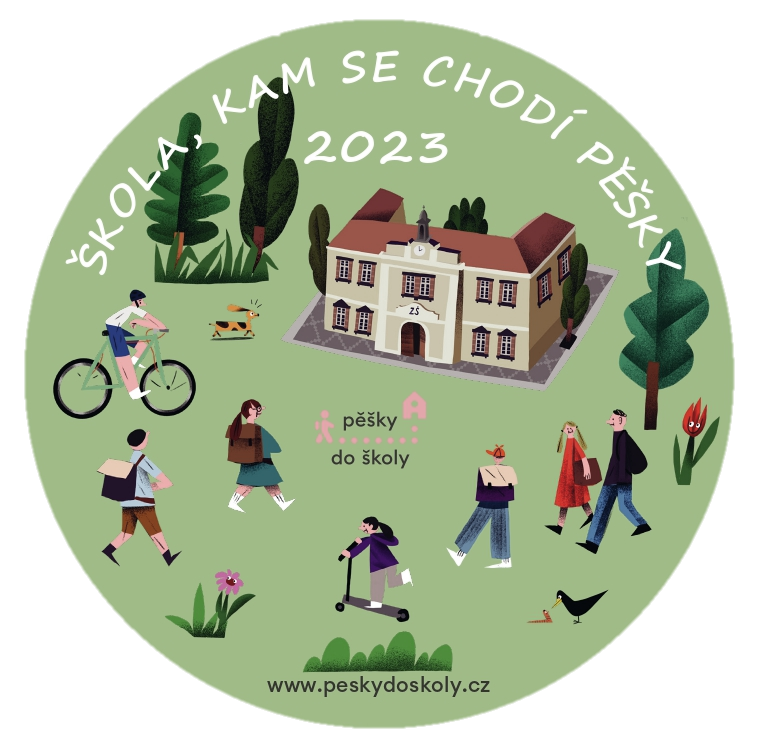 ŠKOLA, KAM SE CHODÍ PĚŠKY
2023
ZŠ
pěšky
do školy
www.peskydoskoly.cz